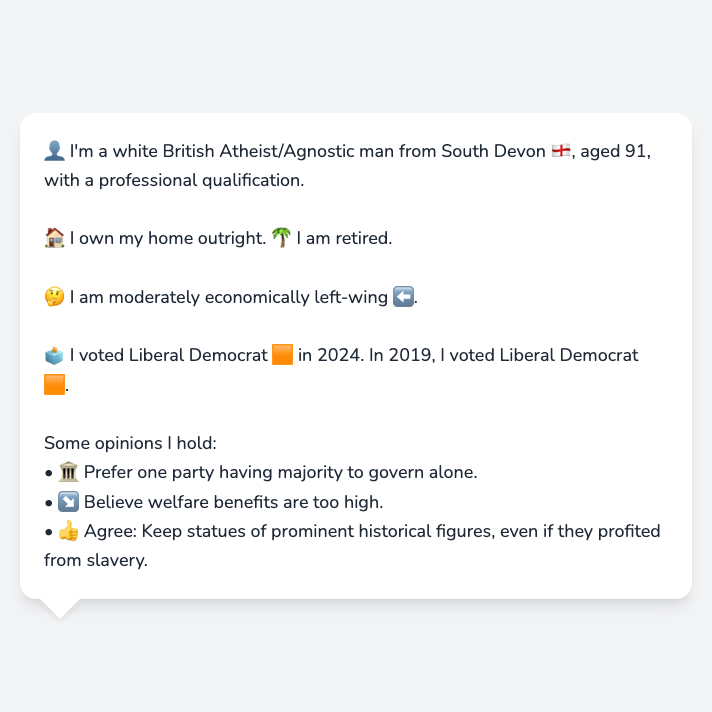 👤 I'm a white British Atheist/Agnostic man from South Devon 🏴󠁧󠁢󠁥󠁮󠁧󠁿, aged 91,
with a professional qualification.
🏠 I own my home outright. 🌴 I am retired.
🤔 I am moderately economically left-wing ⬅️.
🗳️ I voted Liberal Democrat 🟧 in 2024. In 2019, I voted Liberal Democrat
🟧.
Some opinions I hold:
• 🏛️ Prefer one party having majority to govern alone.
• ↘️ Believe welfare benefits are too high.
• 👍 Agree: Keep statues of prominent historical figures, even if they profited
from slavery.